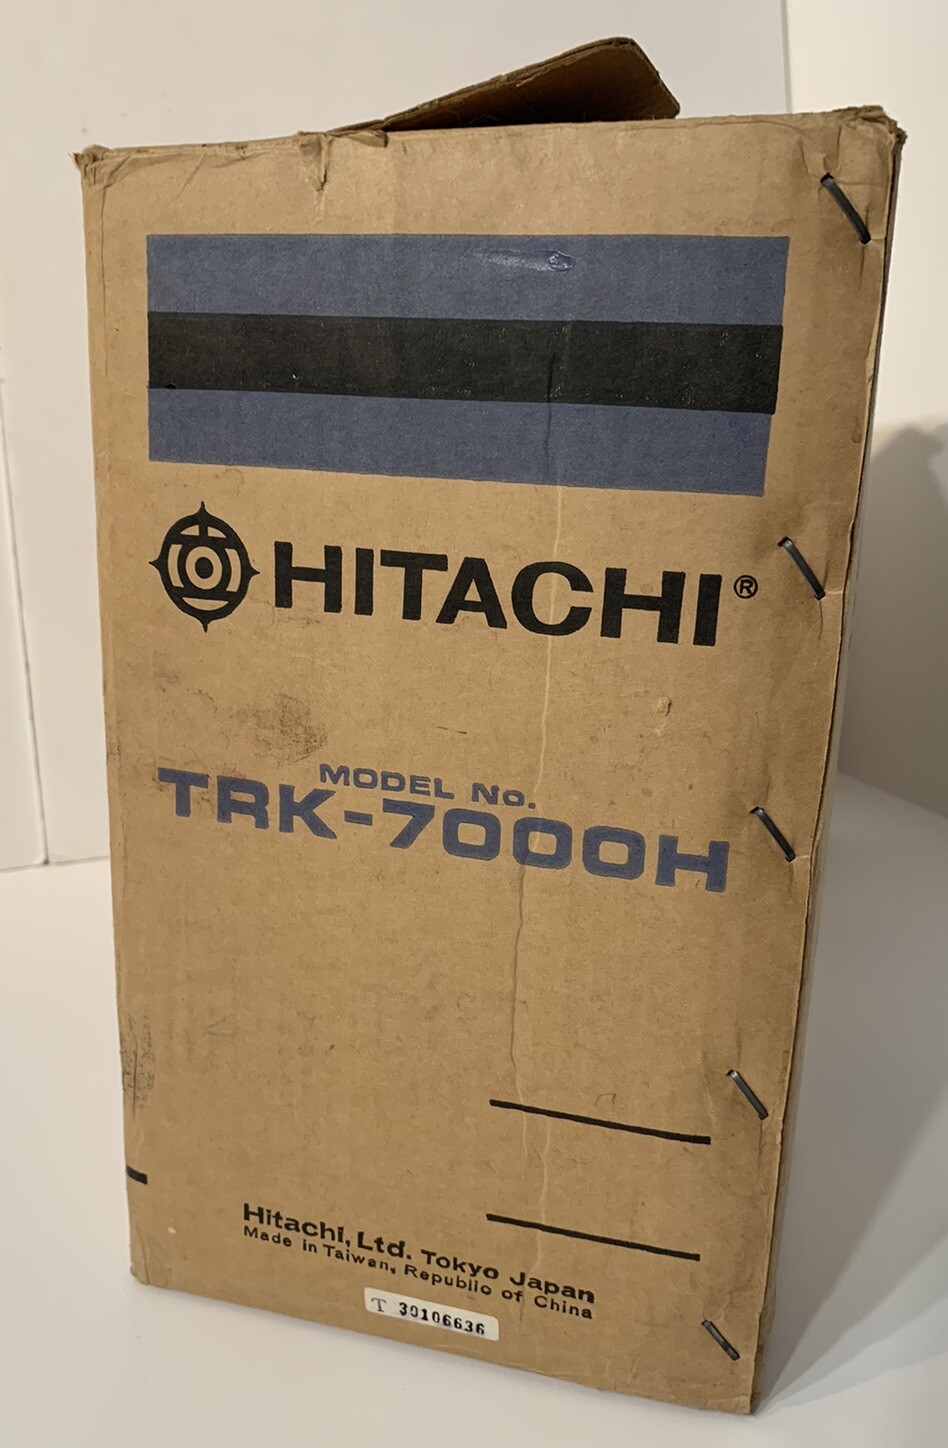 HITACHI®
MODEL No.
TRK-7000H
Hitachi, Ltd. Tokyo Japan
Made in Taiwan, Republic of China
T 30106636